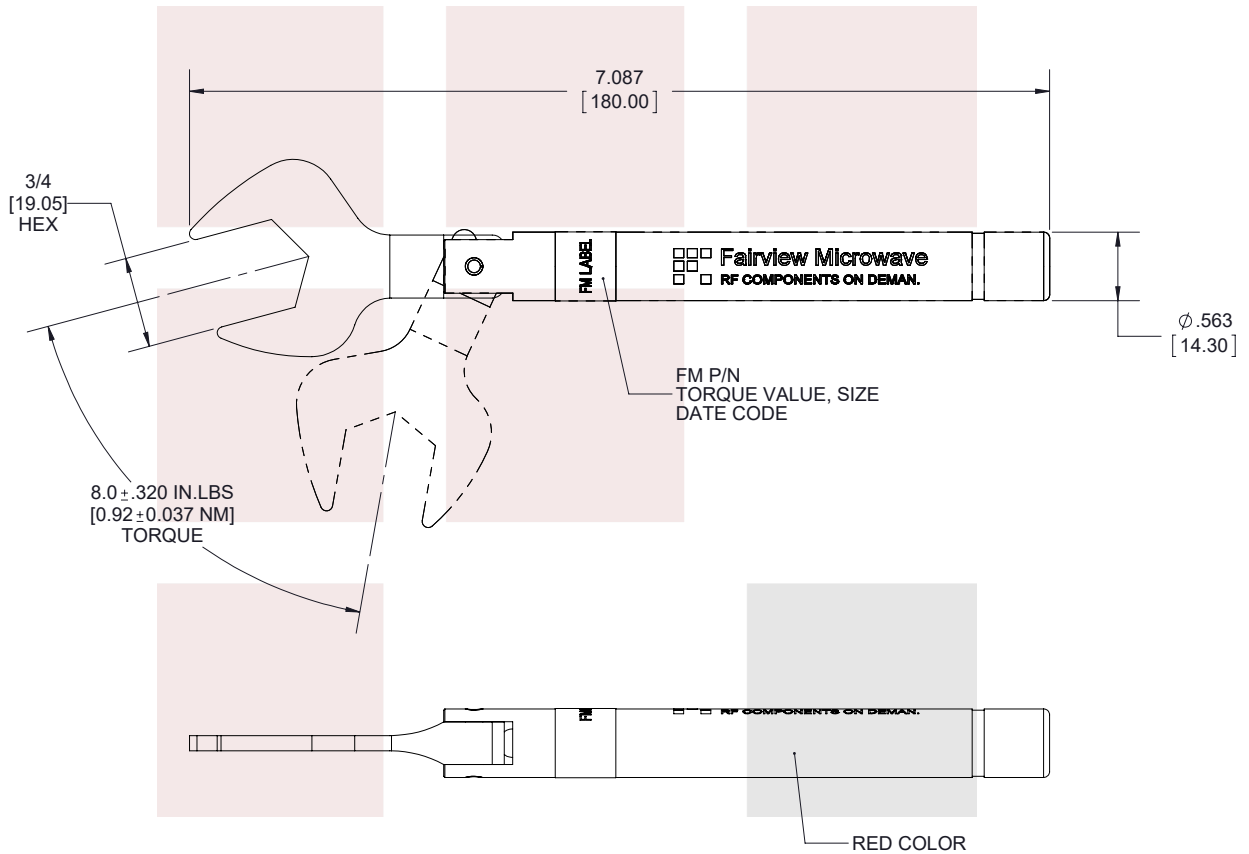 7.087
[180.00]
3/4
[19.05]
HEX
FM LABEL
Fairview Microwave
RF COMPONENTS ON DEMAN.
⌀.563
[14.30]
FM P/N
TORQUE VALUE, SIZE
DATE CODE
8.0±.320 IN.LBS
[0.92±0.037 NM]
TORQUE
FM
RF COMPONENTS ON DEMAN.
RED COLOR